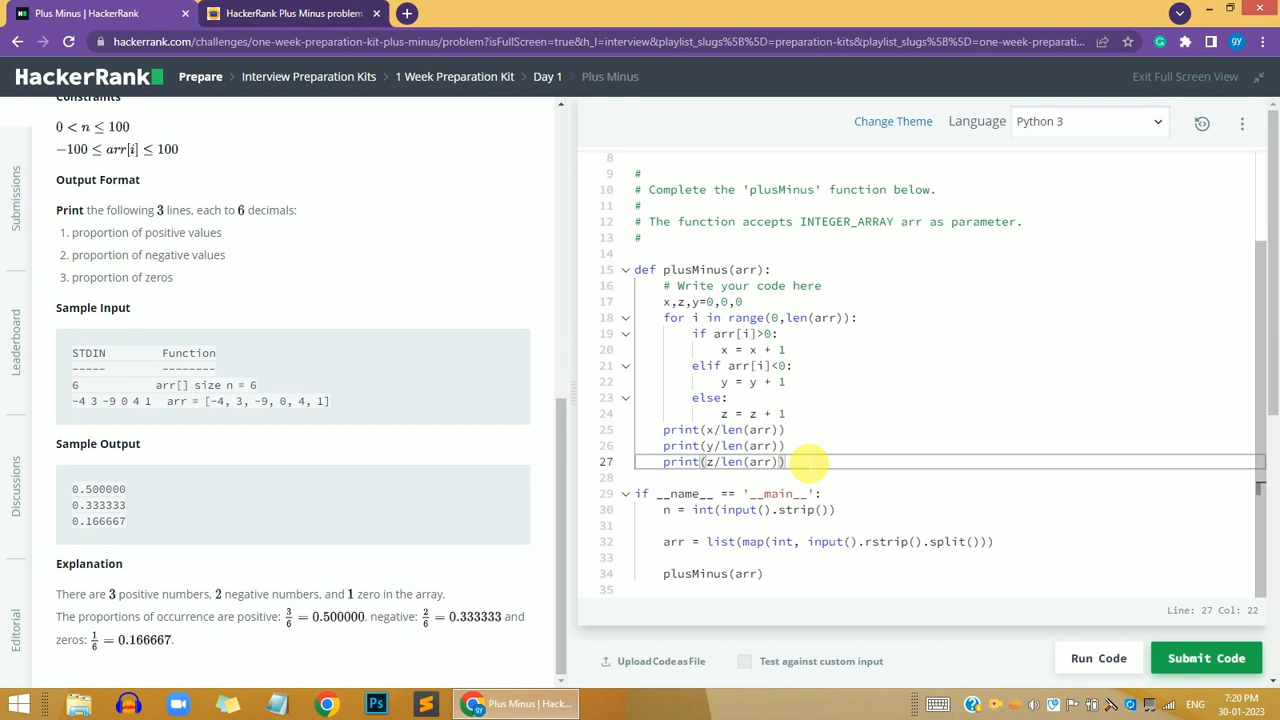 Plus Minus | HackerRank
HackerRank Plus Minus problem
hackerrank.com/challenges/one-week-preparation-kit-plus-minus/problem?isFullScreen=true&h_l=interview&playlist_slugs%5B%5D=preparation-kits&playlist_slugs%5B%5D=one-week-preparati...
gy
HackerRank Prepare > Interview Preparation Kits > 1 Week Preparation Kit > Day 1 > Plus Minus Exit Full Screen View
Submissions
Leaderboard
Discussions
Editorial
Constraints
0 < n ≤ 100
−100 ≤ arr[i] ≤ 100
Output Format
Print the following 3 lines, each to 6 decimals:
1. proportion of positive values
2. proportion of negative values
3. proportion of zeros
Sample Input
STDIN Function
----- --------
6 arr[] size n = 6
-4 3 -9 0 4 1 arr = [-4, 3, -9, 0, 4, 1]
Sample Output
0.500000
0.333333
0.166667
Explanation
There are 3 positive numbers, 2 negative numbers, and 1 zero in the array.
The proportions of occurrence are positive: 3/6 = 0.500000, negative: 2/6 = 0.333333 and
zeros: 1/6 = 0.166667.
Change Theme Language Python 3
8
9 #
10 # Complete the 'plusMinus' function below.
11 #
12 # The function accepts INTEGER_ARRAY arr as parameter.
13 #
14
15 def plusMinus(arr):
16 # Write your code here
17 x,z,y=0,0,0
18 for i in range(0,len(arr)):
19 if arr[i]>0:
20 x = x + 1
21 elif arr[i]<0:
22 y = y + 1
23 else:
24 z = z + 1
25 print(x/len(arr))
26 print(y/len(arr))
27 print(z/len(arr))
28
29 if __name__ == '__main__':
30 n = int(input().strip())
31
32 arr = list(map(int, input().rstrip().split()))
33
34 plusMinus(arr)
35
Line: 27 Col: 22
Upload Code as File Test against custom input Run Code Submit Code
Plus Minus | Hack...
ENG
7:20 PM
30-01-2023